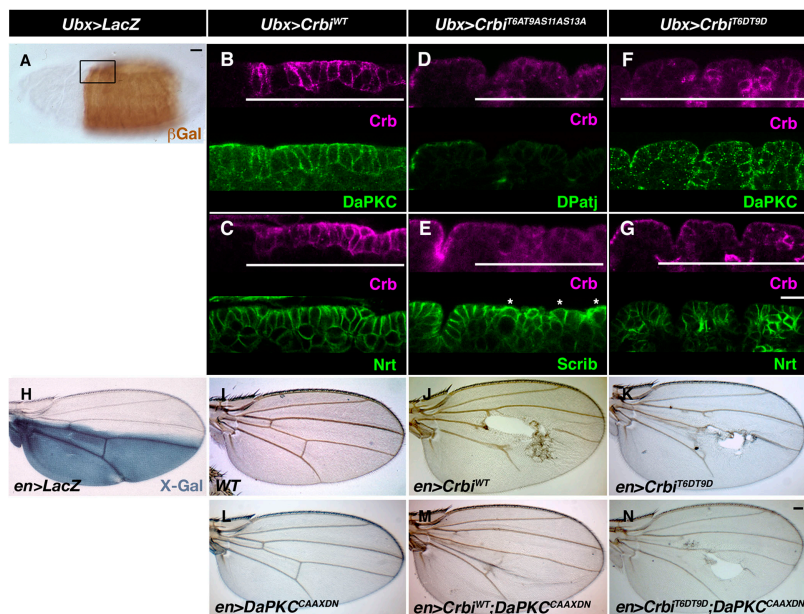 Ubx>LacZ Ubx>Crbi^WT Ubx>Crbi^T6AT9AS11AS13A Ubx>Crbi^T6DT9D
A B D F
βGal Crb Crb Crb
DaPKC DPatj DaPKC
C E G
Crb Crb Crb
* * *
Nrt Scrib Nrt
H I J K
en>LacZ X-Gal WT en>Crbi^WT en>Crbi^T6DT9D
L M N
en>DaPKC^CAAXDN en>Crbi^WT;DaPKC^CAAXDN en>Crbi^T6DT9D;DaPKC^CAAXDN